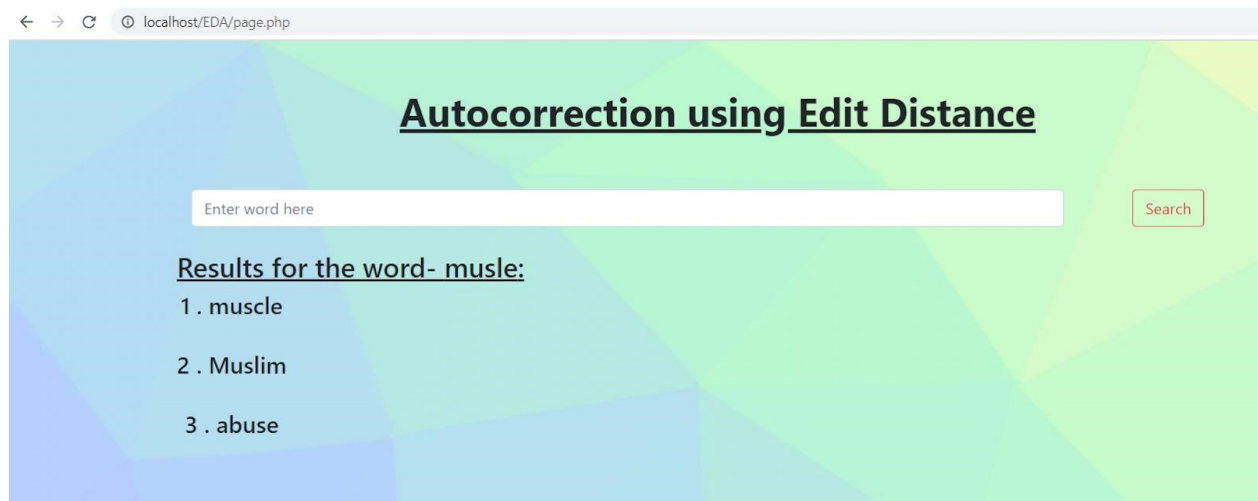 localhost/EDA/page.php
Autocorrection using Edit Distance
Enter word here
Search
Results for the word- musle:
1 . muscle
2 . Muslim
3 . abuse